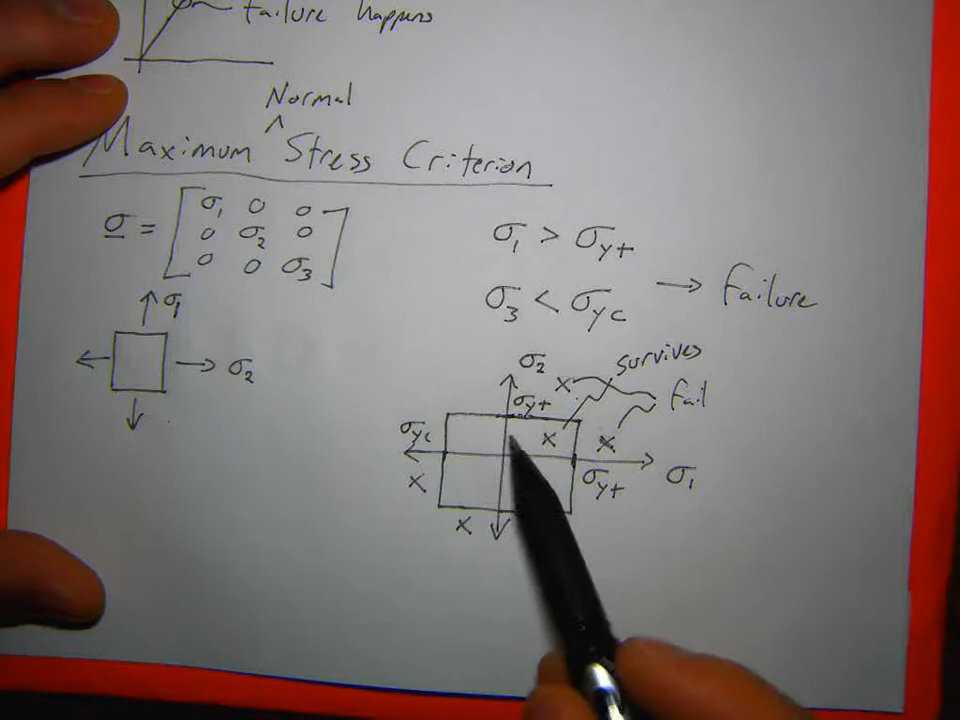 failure happens
Normal
^
Maximum Stress Criterion
σ = [σ₁ 0 0
0 σ₂ 0
0 0 σ₃]
σ₁ > σyt
σ₃ < σyc → Failure
σ₁
σ₂
σ₂
survives
x
fail
σyt
σyc
x
x
σyt
σ₁
x
x